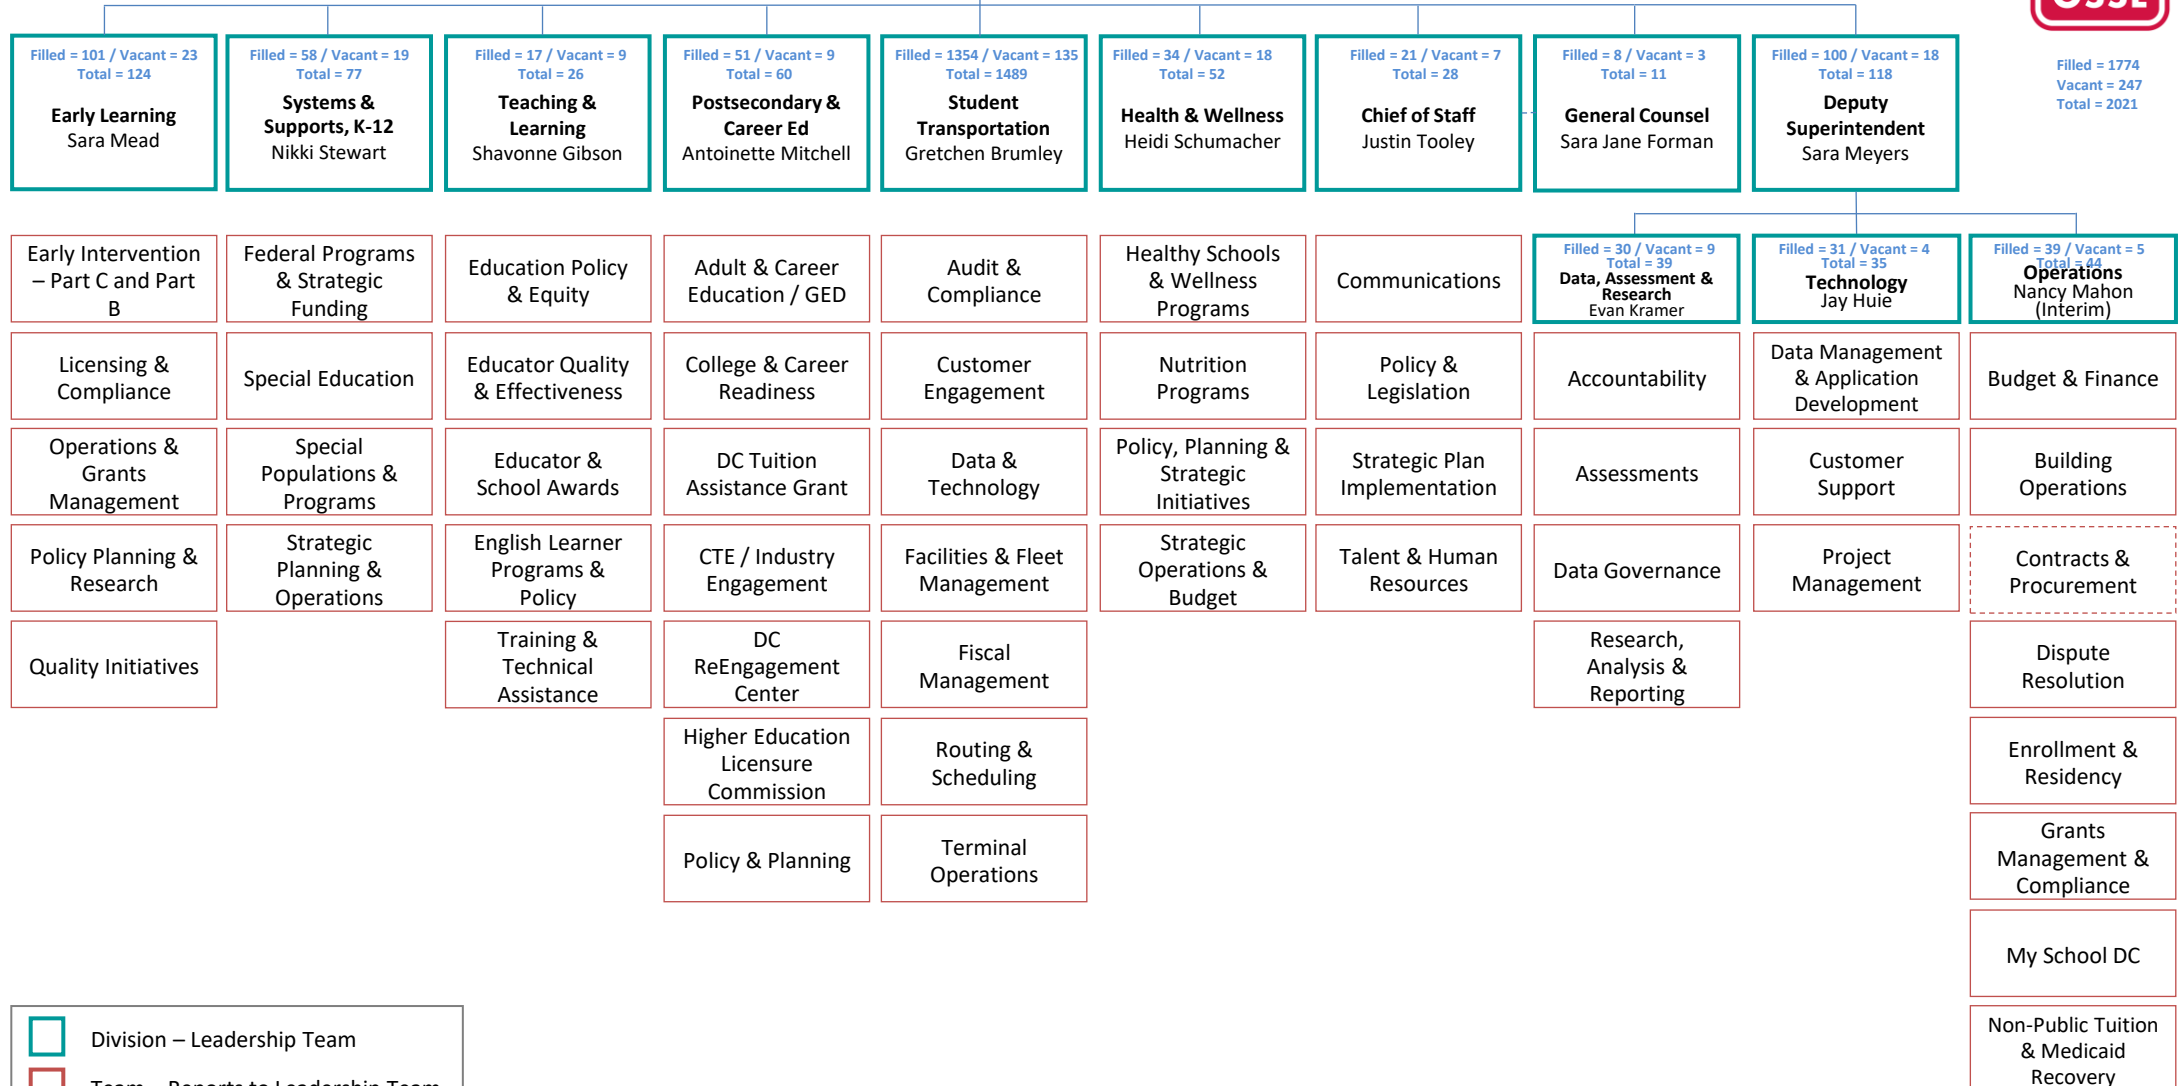 OSSE
Filled = 1774
Vacant = 247
Total = 2021
Filled = 101 / Vacant = 23
Total = 124
Early Learning
Sara Mead
Filled = 58 / Vacant = 19
Total = 77
Systems &
Supports, K-12
Nikki Stewart
Filled = 17 / Vacant = 9
Total = 26
Teaching &
Learning
Shavonne Gibson
Filled = 51 / Vacant = 9
Total = 60
Postsecondary &
Career Ed
Antoinette Mitchell
Filled = 1354 / Vacant = 135
Total = 1489
Student
Transportation
Gretchen Brumley
Filled = 34 / Vacant = 18
Total = 52
Health & Wellness
Heidi Schumacher
Filled = 21 / Vacant = 7
Total = 28
Chief of Staff
Justin Tooley
Filled = 8 / Vacant = 3
Total = 11
General Counsel
Sara Jane Forman
Filled = 100 / Vacant = 18
Total = 118
Deputy
Superintendent
Sara Meyers
Early Intervention
– Part C and Part
B
Licensing &
Compliance
Operations &
Grants
Management
Policy Planning &
Research
Quality Initiatives
Federal Programs
& Strategic
Funding
Special Education
Special
Populations &
Programs
Strategic
Planning &
Operations
Education Policy
& Equity
Educator Quality
& Effectiveness
Educator &
School Awards
English Learner
Programs &
Policy
Training &
Technical
Assistance
Adult & Career
Education / GED
College & Career
Readiness
DC Tuition
Assistance Grant
CTE / Industry
Engagement
DC
ReEngagement
Center
Higher Education
Licensure
Commission
Policy & Planning
Audit &
Compliance
Customer
Engagement
Data &
Technology
Facilities & Fleet
Management
Fiscal
Management
Routing &
Scheduling
Terminal
Operations
Healthy Schools
& Wellness
Programs
Nutrition
Programs
Policy, Planning &
Strategic
Initiatives
Strategic
Operations &
Budget
Communications
Policy &
Legislation
Strategic Plan
Implementation
Talent & Human
Resources
Filled = 30 / Vacant = 9
Total = 39
Data, Assessment &
Research
Evan Kramer
Accountability
Assessments
Data Governance
Research,
Analysis &
Reporting
Filled = 31 / Vacant = 4
Total = 35
Technology
Jay Huie
Data Management
& Application
Development
Customer
Support
Project
Management
Filled = 39 / Vacant = 5
Total = 44
Operations
Nancy Mahon
(Interim)
Budget & Finance
Building
Operations
Contracts &
Procurement
Dispute
Resolution
Enrollment &
Residency
Grants
Management &
Compliance
My School DC
Non-Public Tuition
& Medicaid
Recovery
Division – Leadership Team
Team – Reports to Leadership Team